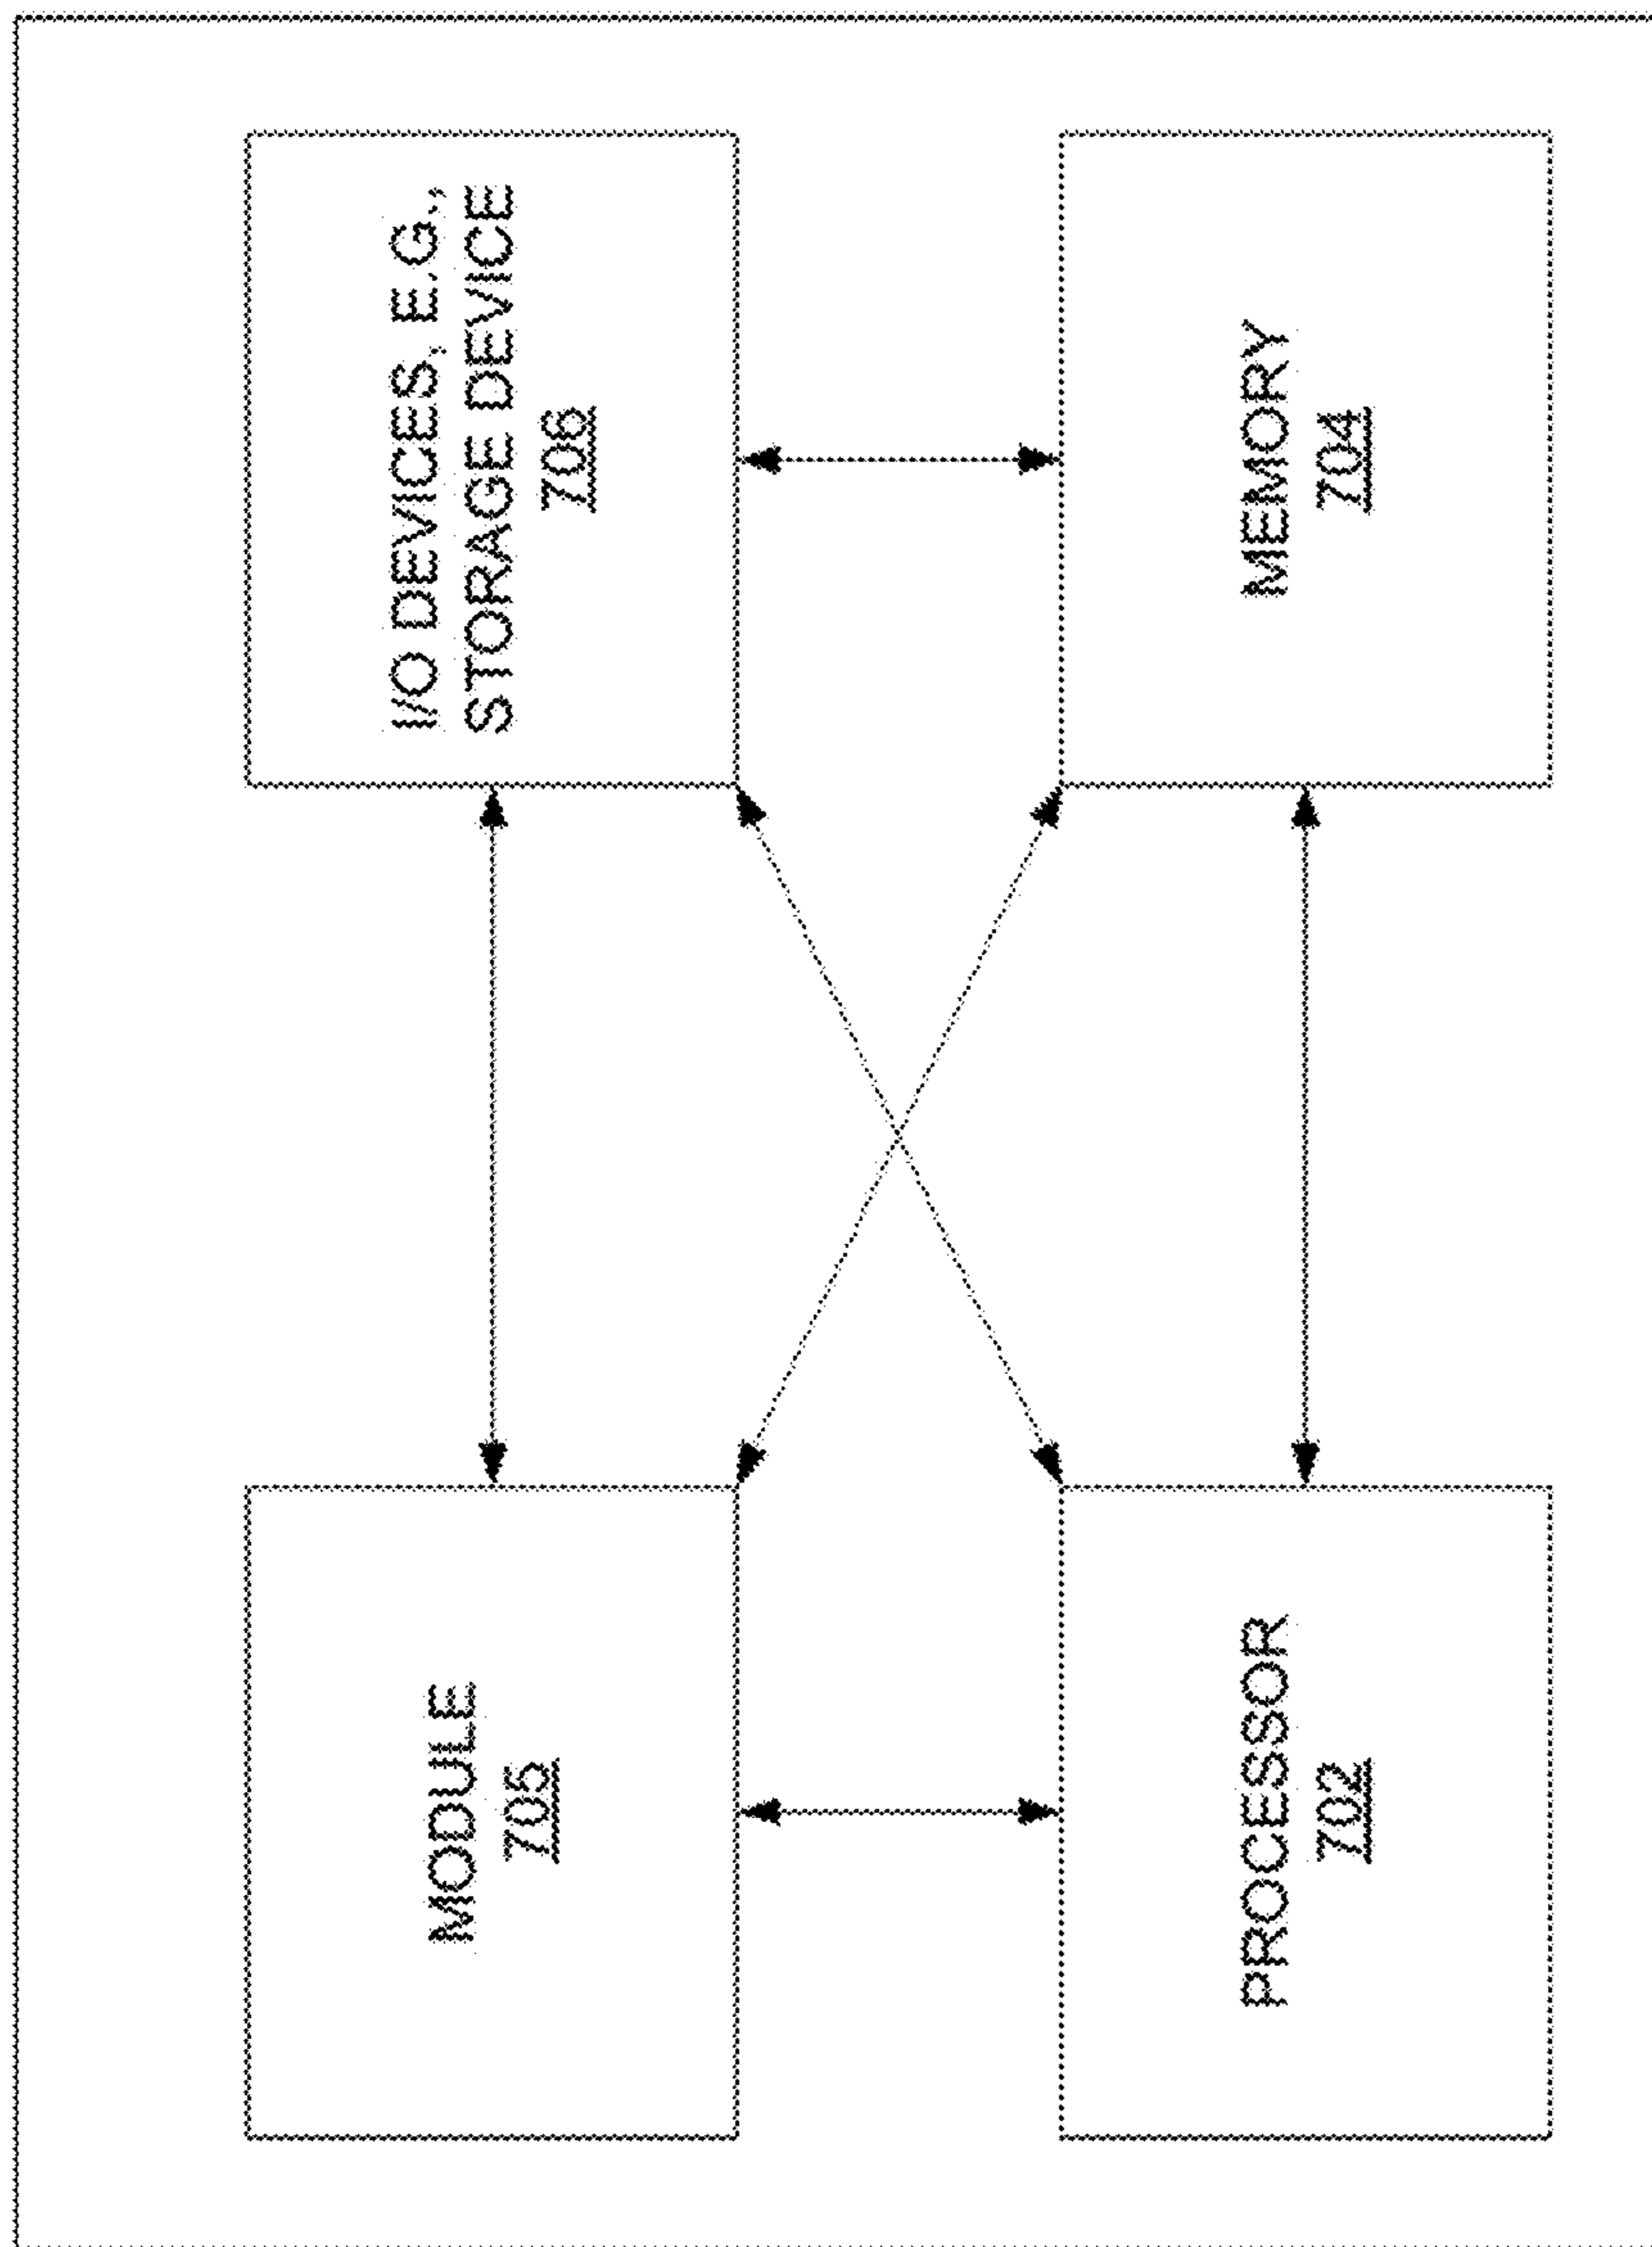 MODULE
705
I/O DEVICES, E.G.,
STORAGE DEVICE
706
PROCESSOR
702
MEMORY
704